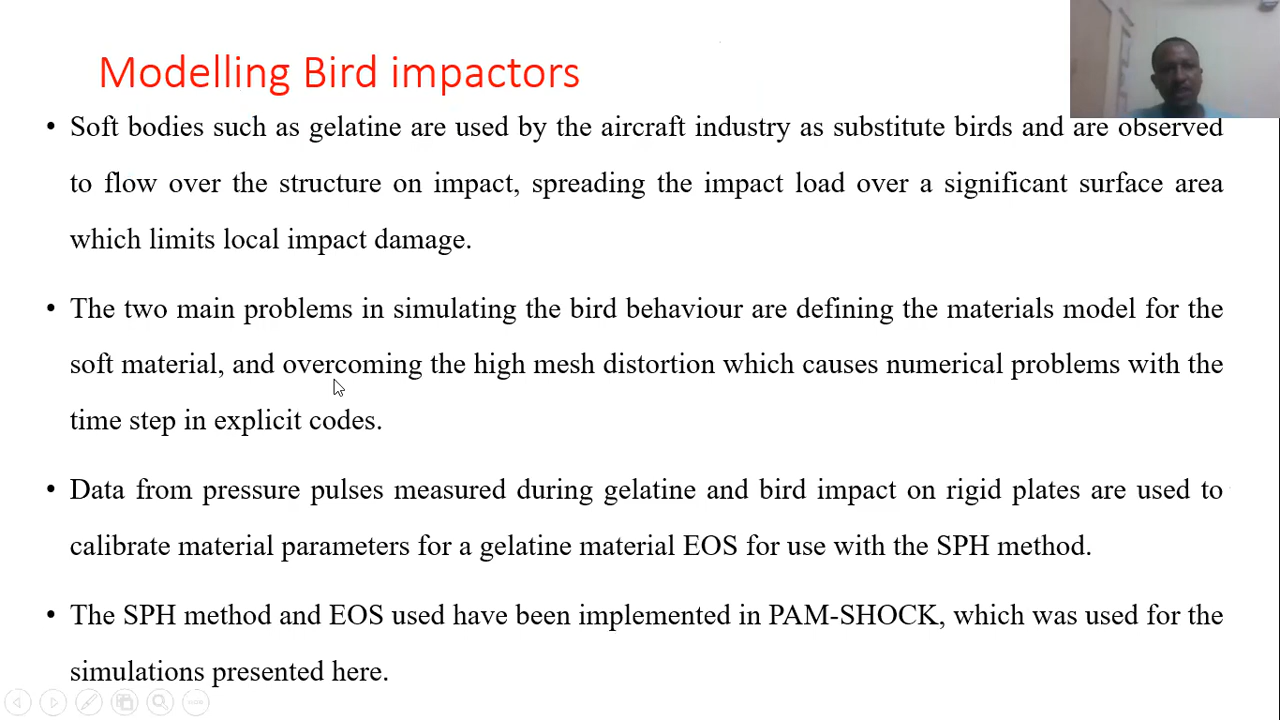 Modelling Bird impactors
• Soft bodies such as gelatine are used by the aircraft industry as substitute birds and are observed
to flow over the structure on impact, spreading the impact load over a significant surface area
which limits local impact damage.
• The two main problems in simulating the bird behaviour are defining the materials model for the
soft material, and overcoming the high mesh distortion which causes numerical problems with the
time step in explicit codes.
• Data from pressure pulses measured during gelatine and bird impact on rigid plates are used to
calibrate material parameters for a gelatine material EOS for use with the SPH method.
• The SPH method and EOS used have been implemented in PAM-SHOCK, which was used for the
simulations presented here.